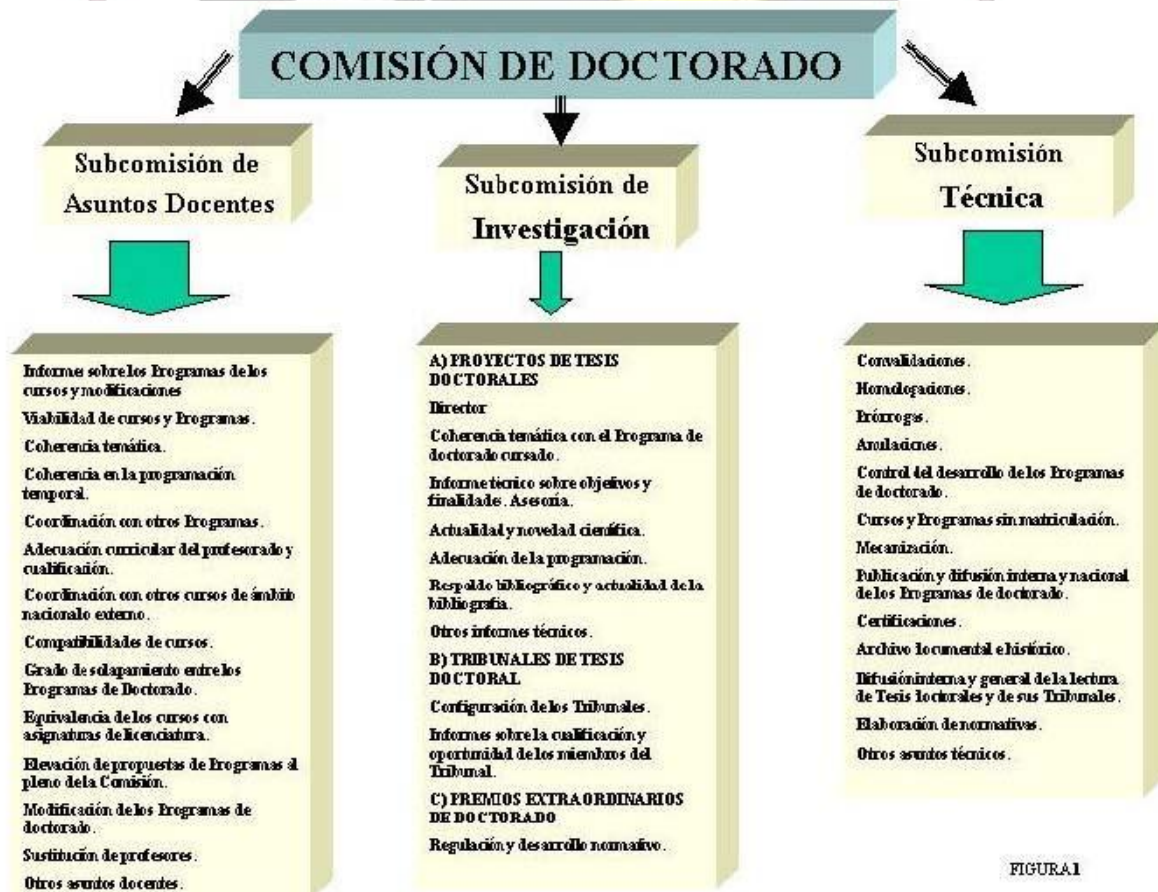 COMISIÓN DE DOCTORADO
Subcomisión de
Asuntos Docentes
Informes sobre los Programas de los
cursos y modificaciones
Viabilidad de cursos y Programas.
Coherencia temática.
Coherencia en la programación
temporal.
Coordinación con otros Programas.
Adecuación curricular del profesorado y
cualificación.
Coordinación con otros cursos de ámbito
nacional o externo.
Compatibilidades de cursos.
Grado de solapamiento entre los
Programas de Doctorado.
Equivalencia de los cursos con
asignaturas de licenciatura.
Elevación de propuestas de Programas al
pleno de la Comisión.
Modificación de los Programas de
doctorado.
Sustitución de profesores.
Otros asuntos docentes.
Subcomisión de
Investigación
A) PROYECTOS DE TESIS
DOCTORALES
Director
Coherencia temática con el Programa de
doctorado cursado.
Informe técnico sobre objetivos y
finalidades. Asesoría.
Actualidad y novedad científica.
Adecuación de la programación.
Respaldo bibliográfico y actualidad de la
bibliografía.
Otros informes técnicos.
B) TRIBUNALES DE TESIS
DOCTORAL
Configuración de los Tribunales.
Informes sobre la cualificación y
oportunidad de los miembros del
Tribunal.
C) PREMIOS EXTRAORDINARIOS
DE DOCTORADO
Regulación y desarrollo normativo.
Subcomisión
Técnica
Convalidaciones.
Homologaciones.
Prórrogas.
Anulaciones.
Control del desarrollo de los Programas
de doctorado.
Cursos y Programas sin matriculación.
Mecanización.
Publicación y difusión interna y nacional
de los Programas de doctorado.
Certificaciones.
Archivo documental e histórico.
Difusión interna y general de la lectura
de Tesis doctorales y de sus Tribunales.
Elaboración de normativas.
Otros asuntos técnicos.
FIGURA 1